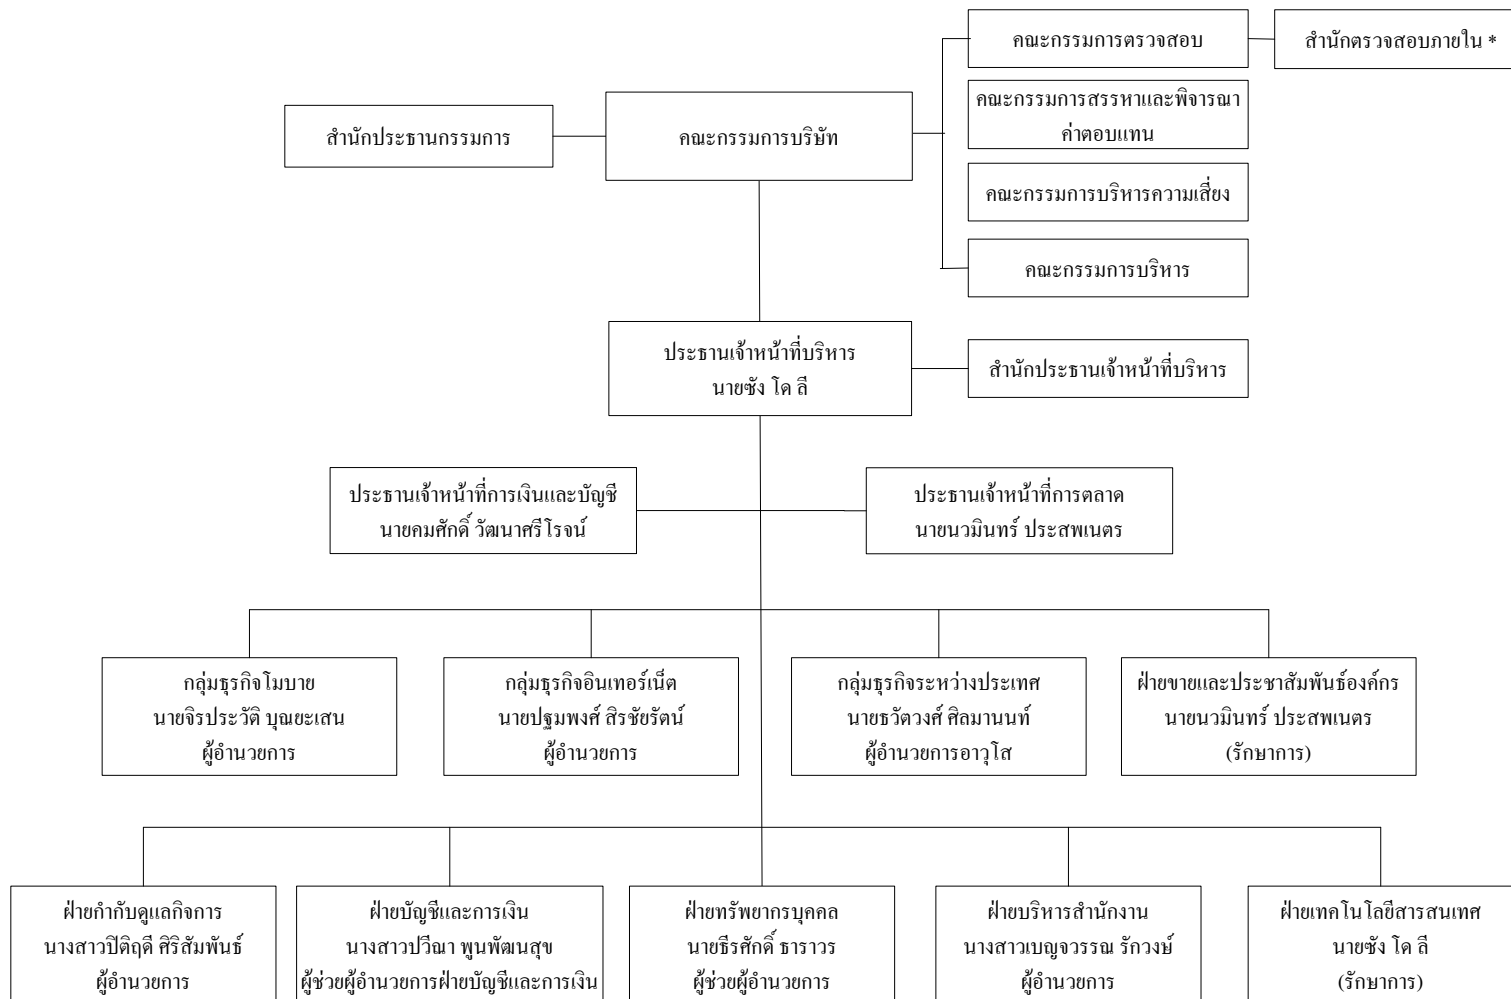 คณะกรรมการตรวจสอบ
สำนักตรวจสอบภายใน *
คณะกรรมการสรรหาและพิจารณา
ค่าตอบแทน
สำนักประธานกรรมการ
คณะกรรมการบริษัท
คณะกรรมการบริหารความเสี่ยง
คณะกรรมการบริหาร
ประธานเจ้าหน้าที่บริหาร
นายซัง โด ลี
สำนักประธานเจ้าหน้าที่บริหาร
ประธานเจ้าหน้าที่การเงินและบัญชี
นายคมศักดิ์ วัฒนาศรีโรจน์
ประธานเจ้าหน้าที่การตลาด
นายนวมินทร์ ประสพเนตร
กลุ่มธุรกิจโมบาย
นายจิรประวัติ บุณยะเสน
ผู้อำนวยการ
กลุ่มธุรกิจอินเทอร์เน็ต
นายปฐมพงศ์ สิรชัยรัตน์
ผู้อำนวยการ
กลุ่มธุรกิจระหว่างประเทศ
นายธวัตวงศ์ ศิลมานนท์
ผู้อำนวยการอาวุโส
ฝ่ายขายและประชาสัมพันธ์องค์กร
นายนวมินทร์ ประสพเนตร
(รักษาการ)
ฝ่ายกำกับดูแลกิจการ
นางสาวปิติฤดี ศิริสัมพันธ์
ผู้อำนวยการ
ฝ่ายบัญชีและการเงิน
นางสาวปวีณา พูนพัฒนสุข
ผู้ช่วยผู้อำนวยการฝ่ายบัญชีและการเงิน
ฝ่ายทรัพยากรบุคคล
นายธีรศักดิ์ ธาราวร
ผู้ช่วยผู้อำนวยการ
ฝ่ายบริหารสำนักงาน
นางสาวเบญจวรรณ รักวงษ์
ผู้อำนวยการ
ฝ่ายเทคโนโลยีสารสนเทศ
นายซัง โด ลี
(รักษาการ)